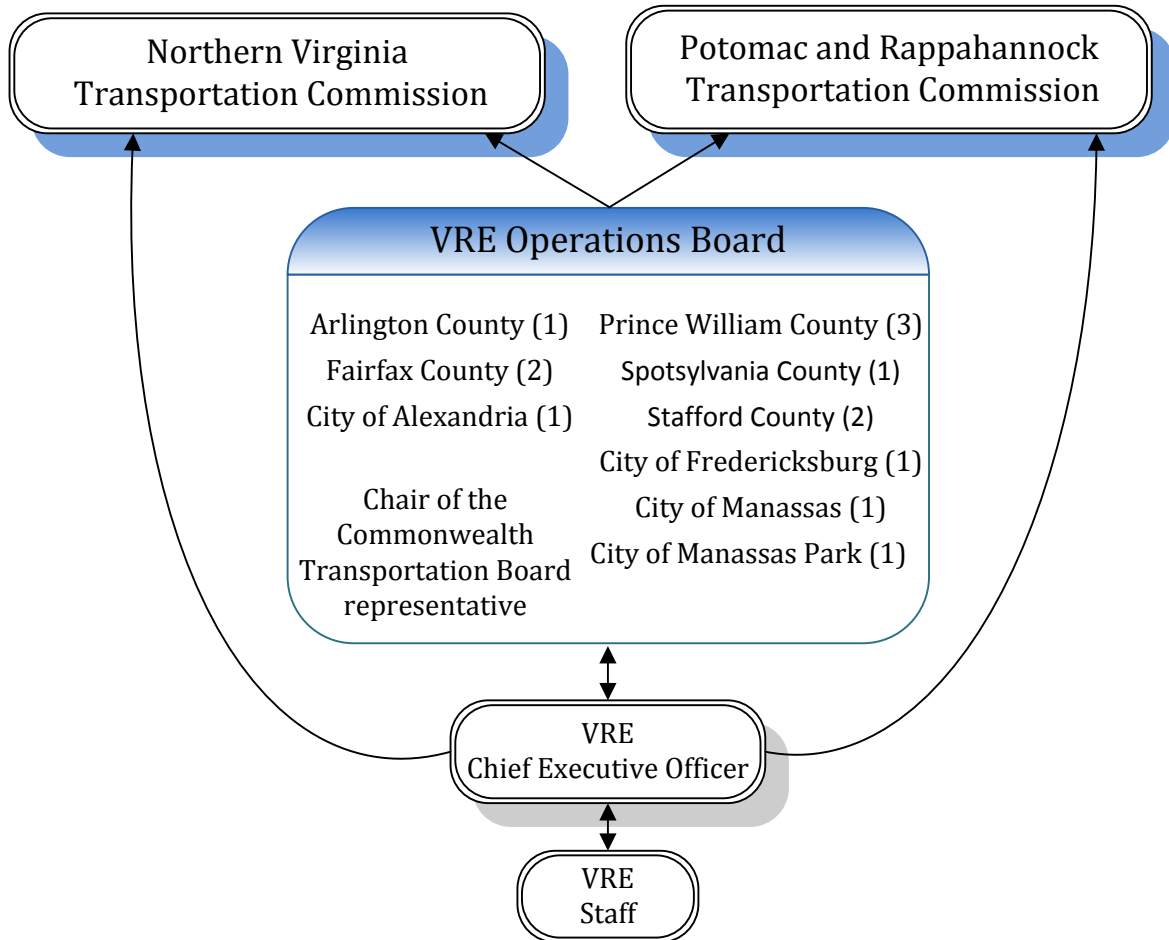 Northern Virginia
Transportation Commission
Potomac and Rappahannock
Transportation Commission
VRE Operations Board
Arlington County (1)
Fairfax County (2)
City of Alexandria (1)
Chair of the
Commonwealth
Transportation Board
representative
Prince William County (3)
Spotsylvania County (1)
Stafford County (2)
City of Fredericksburg (1)
City of Manassas (1)
City of Manassas Park (1)
VRE
Chief Executive Officer
VRE
Staff